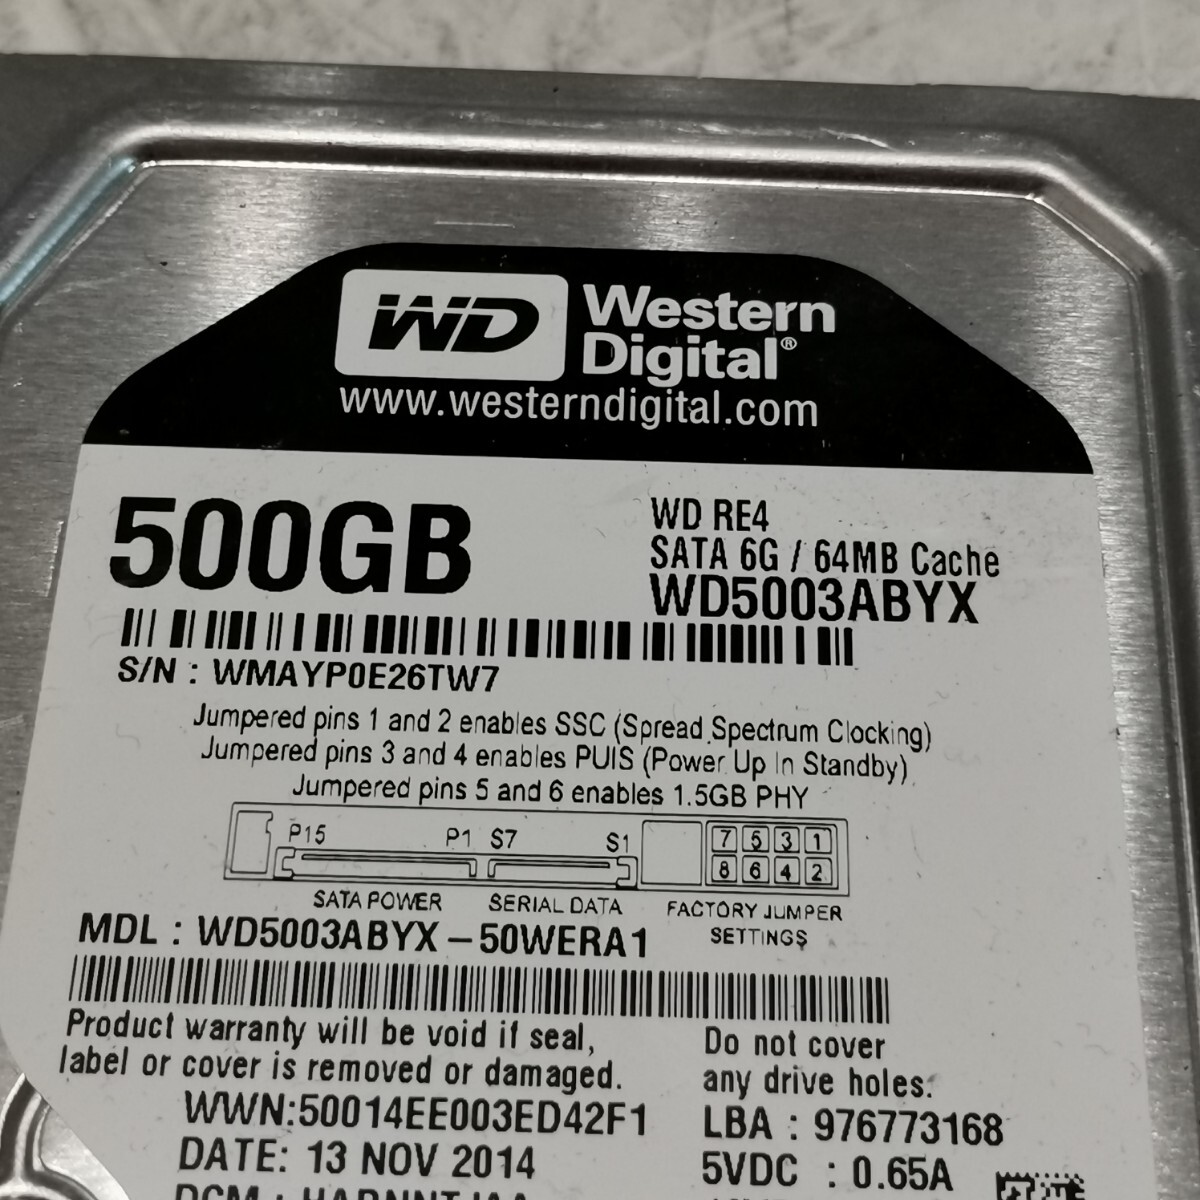 WD Western
Digital®
www.westerndigital.com
500GB
WD RE4
SATA 6G / 64MB Cache
WD5003ABYX
S/N : WMAYP0E26TW7
Jumpered pins 1 and 2 enables SSC (Spread Spectrum Clocking)
Jumpered pins 3 and 4 enables PUIS (Power Up In Standby)
Jumpered pins 5 and 6 enables 1.5GB PHY
P15 P1 S7 S1 7 5 3 1
8 6 4 2
SATA POWER SERIAL DATA FACTORY JUMPER
SETTINGS
MDL : WD5003ABYX - 50WERA1
Product warranty will be void if seal,
label or cover is removed or damaged.
Do not cover
any drive holes.
WWN:50014EE003ED42F1
LBA : 976773168
DATE: 13 NOV 2014
5VDC : 0.65A
DCM :